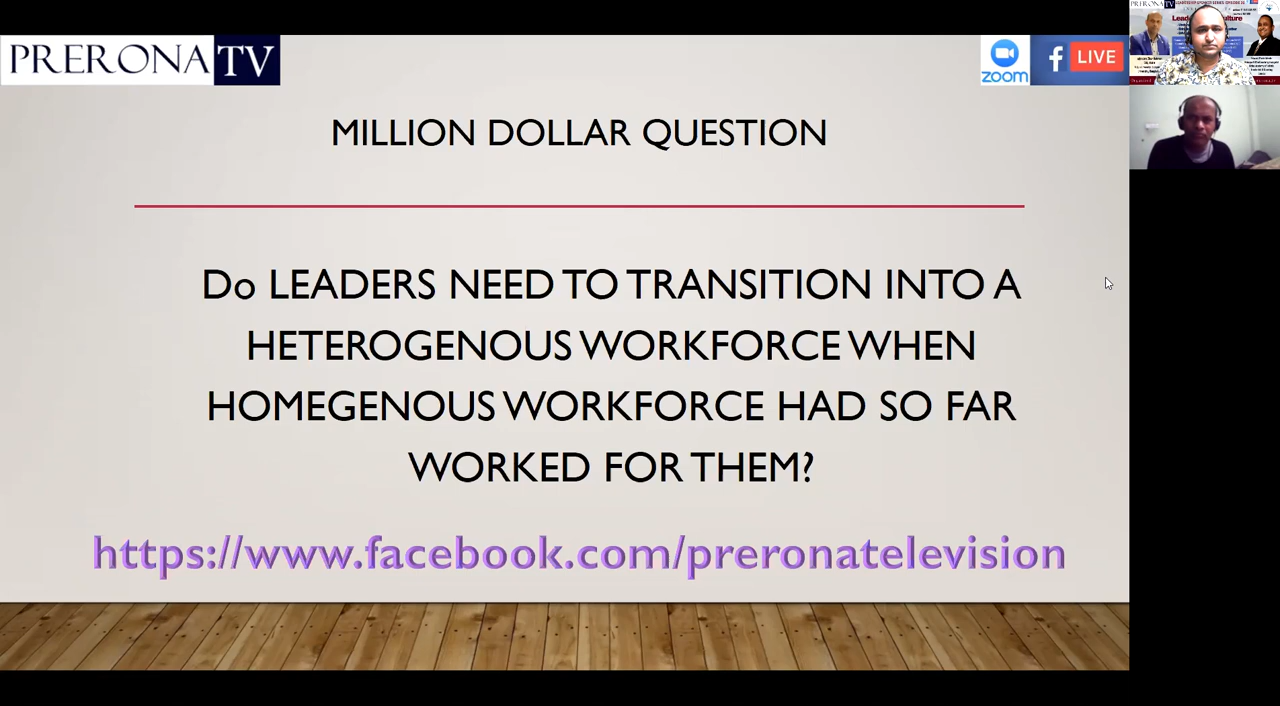 PRERONA TV
zoom
f LIVE
MILLION DOLLAR QUESTION
Do LEADERS NEED TO TRANSITION INTO A
HETEROGENOUS WORKFORCE WHEN
HOMEGENOUS WORKFORCE HAD SO FAR
WORKED FOR THEM?
https://www.facebook.com/preronatelevision